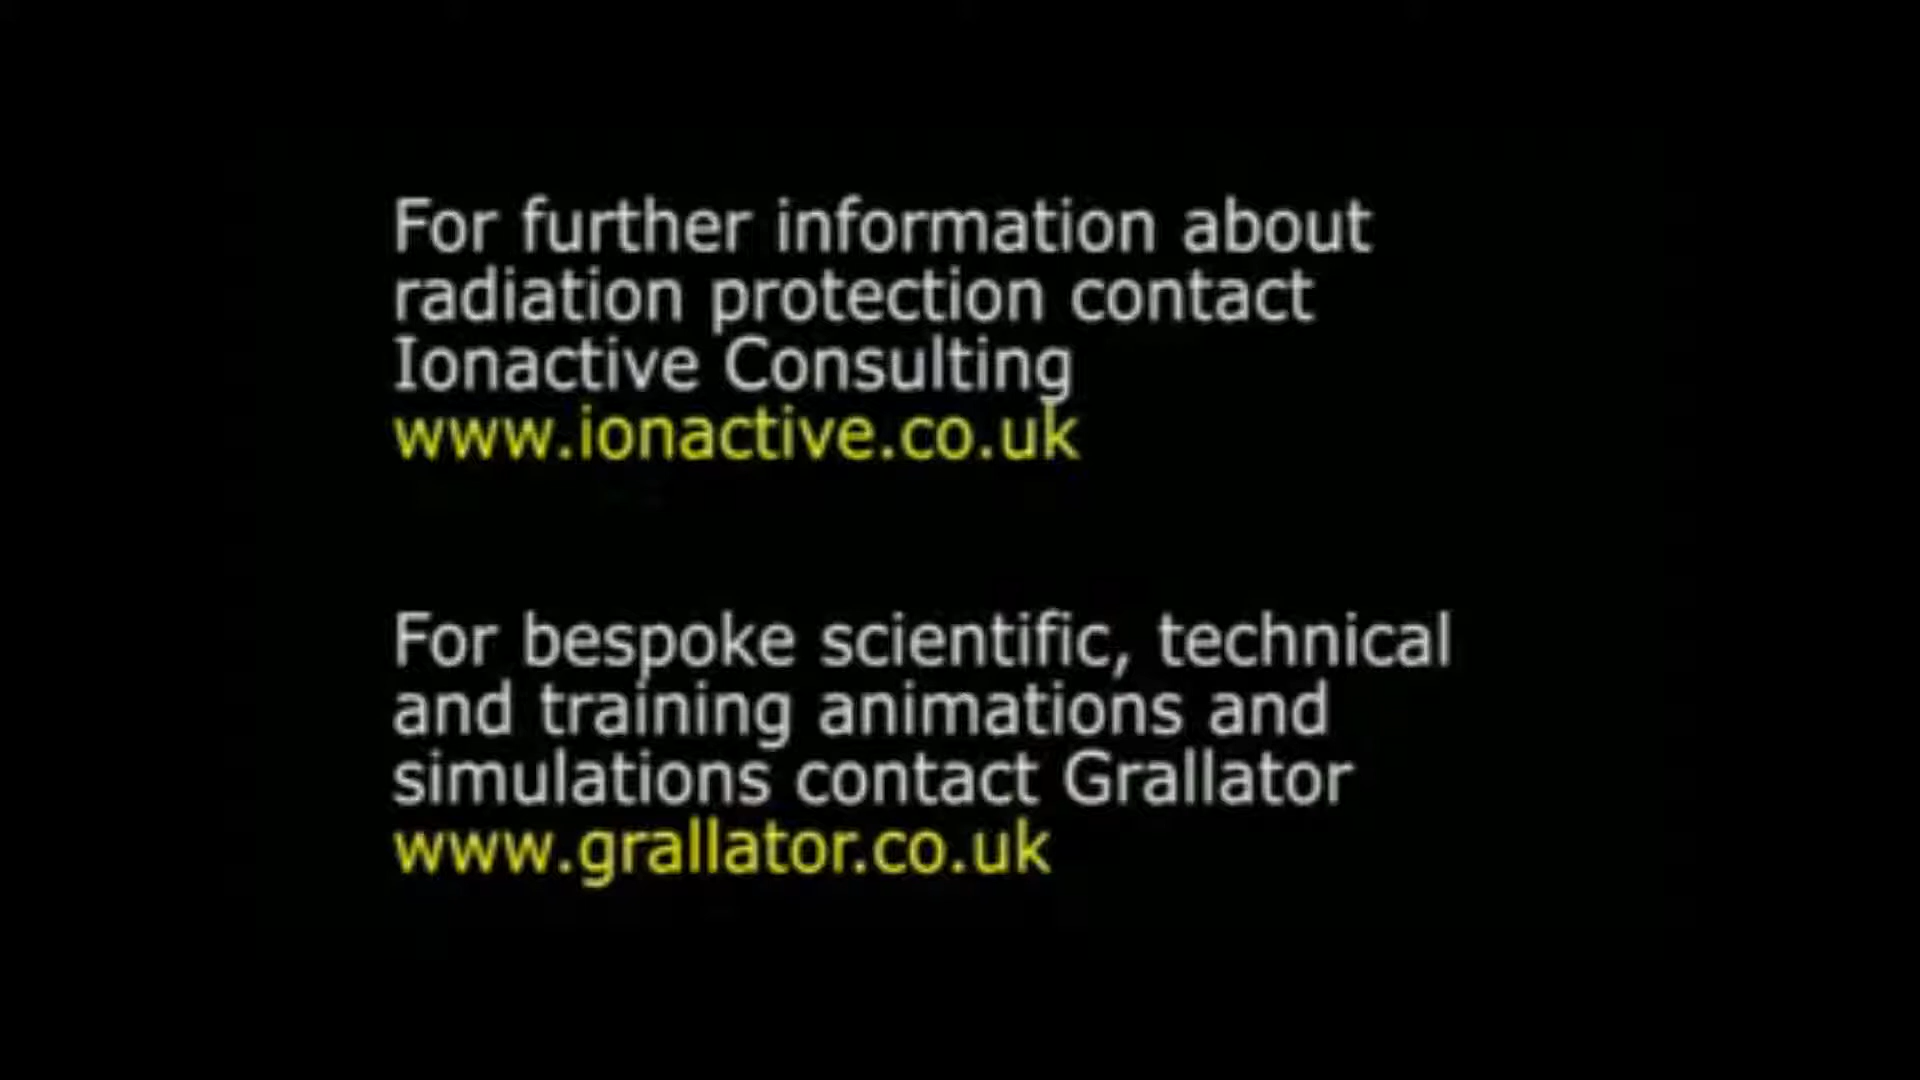 For further information about
radiation protection contact
Ionactive Consulting
www.ionactive.co.uk
For bespoke scientific, technical
and training animations and
simulations contact Grallator
www.grallator.co.uk